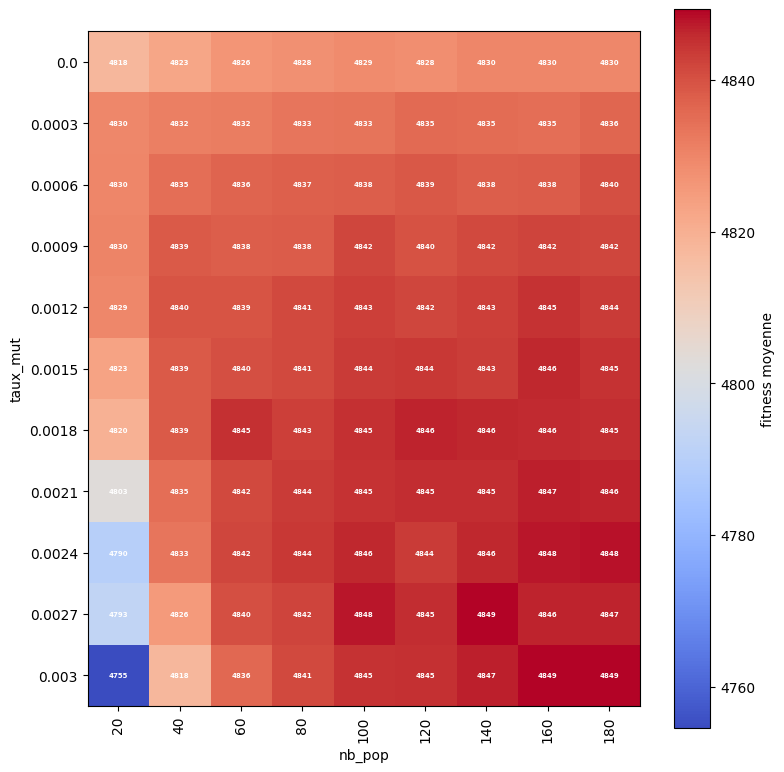 0.0 4818 4823 4826 4828 4829 4828 4830 4830 4830
0.0003 4830 4832 4832 4833 4833 4835 4835 4835 4836
0.0006 4830 4835 4836 4837 4838 4839 4838 4838 4840
0.0009 4830 4839 4838 4838 4842 4840 4842 4842 4842
0.0012 4829 4840 4839 4841 4843 4842 4843 4845 4844
0.0015 4823 4839 4840 4841 4844 4844 4843 4846 4845
0.0018 4820 4839 4845 4843 4845 4846 4846 4846 4845
0.0021 4803 4835 4842 4844 4845 4845 4845 4847 4846
0.0024 4790 4833 4842 4844 4846 4844 4846 4848 4848
0.0027 4793 4826 4840 4842 4848 4845 4849 4846 4847
0.003 4755 4818 4836 4841 4845 4845 4847 4849 4849
20 40 60 80 100 120 140 160 180
nb_pop
taux_mut
4840
4820
4800
4780
4760
fitness moyenne